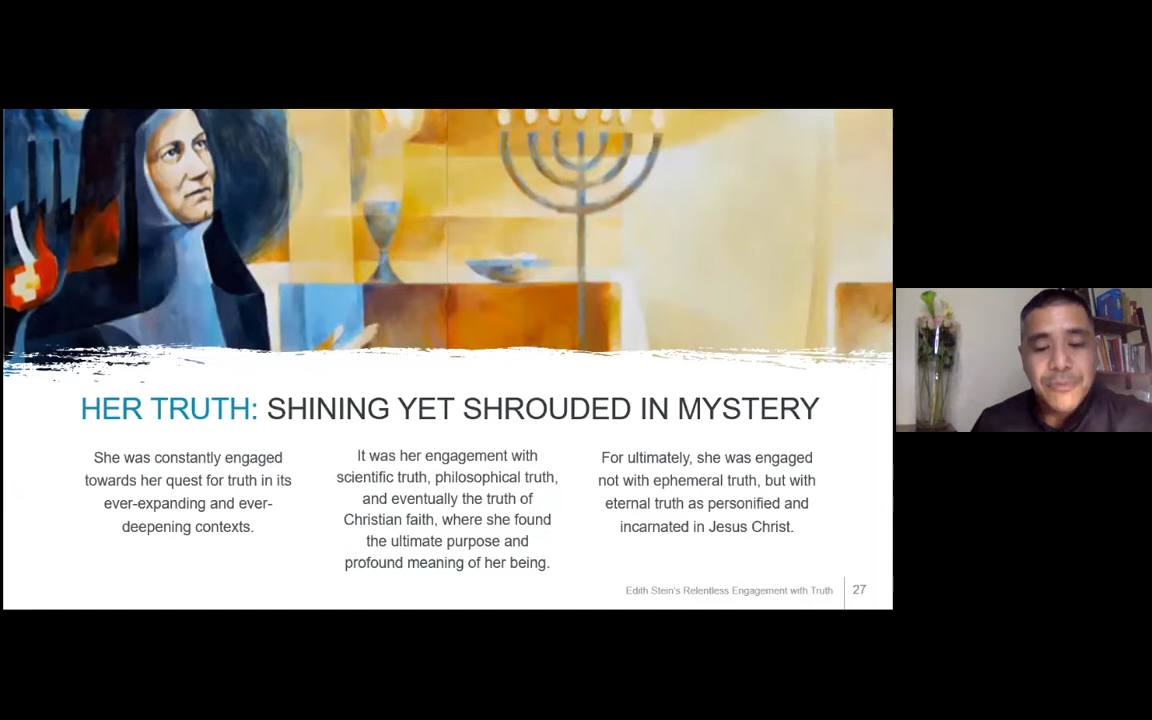 HER TRUTH: SHINING YET SHROUDED IN MYSTERY
She was constantly engaged
towards her quest for truth in its
ever-expanding and ever-
deepening contexts.
It was her engagement with
scientific truth, philosophical truth,
and eventually the truth of
Christian faith, where she found
the ultimate purpose and
profound meaning of her being.
For ultimately, she was engaged
not with ephemeral truth, but with
eternal truth as personified and
incarnated in Jesus Christ.
Edith Stein's Relentless Engagement with Truth
27